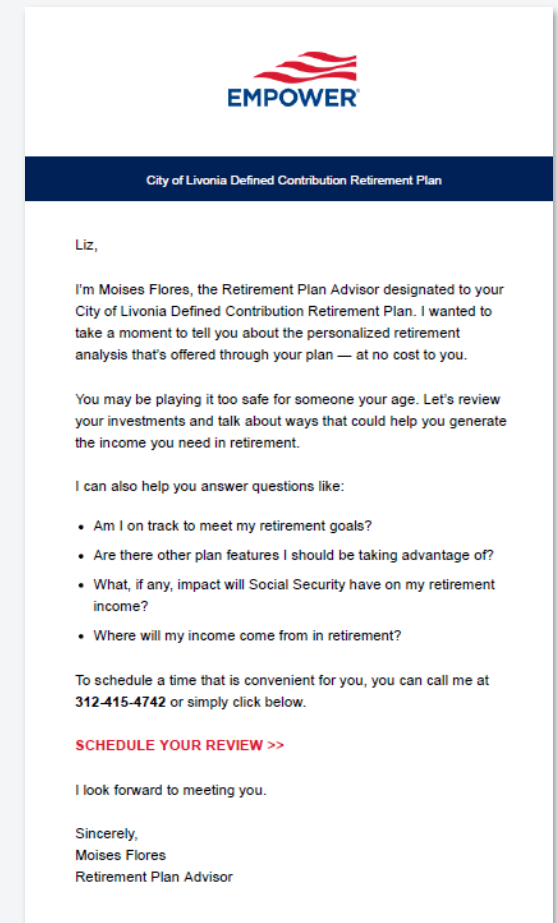 EMPOWER
City of Livonia Defined Contribution Retirement Plan
Liz,
I'm Moises Flores, the Retirement Plan Advisor designated to your
City of Livonia Defined Contribution Retirement Plan. I wanted to
take a moment to tell you about the personalized retirement
analysis that's offered through your plan — at no cost to you.
You may be playing it too safe for someone your age. Let's review
your investments and talk about ways that could help you generate
the income you need in retirement.
I can also help you answer questions like:
• Am I on track to meet my retirement goals?
• Are there other plan features I should be taking advantage of?
• What, if any, impact will Social Security have on my retirement
income?
• Where will my income come from in retirement?
To schedule a time that is convenient for you, you can call me at
312-415-4742 or simply click below.
SCHEDULE YOUR REVIEW >>
I look forward to meeting you.
Sincerely,
Moises Flores
Retirement Plan Advisor